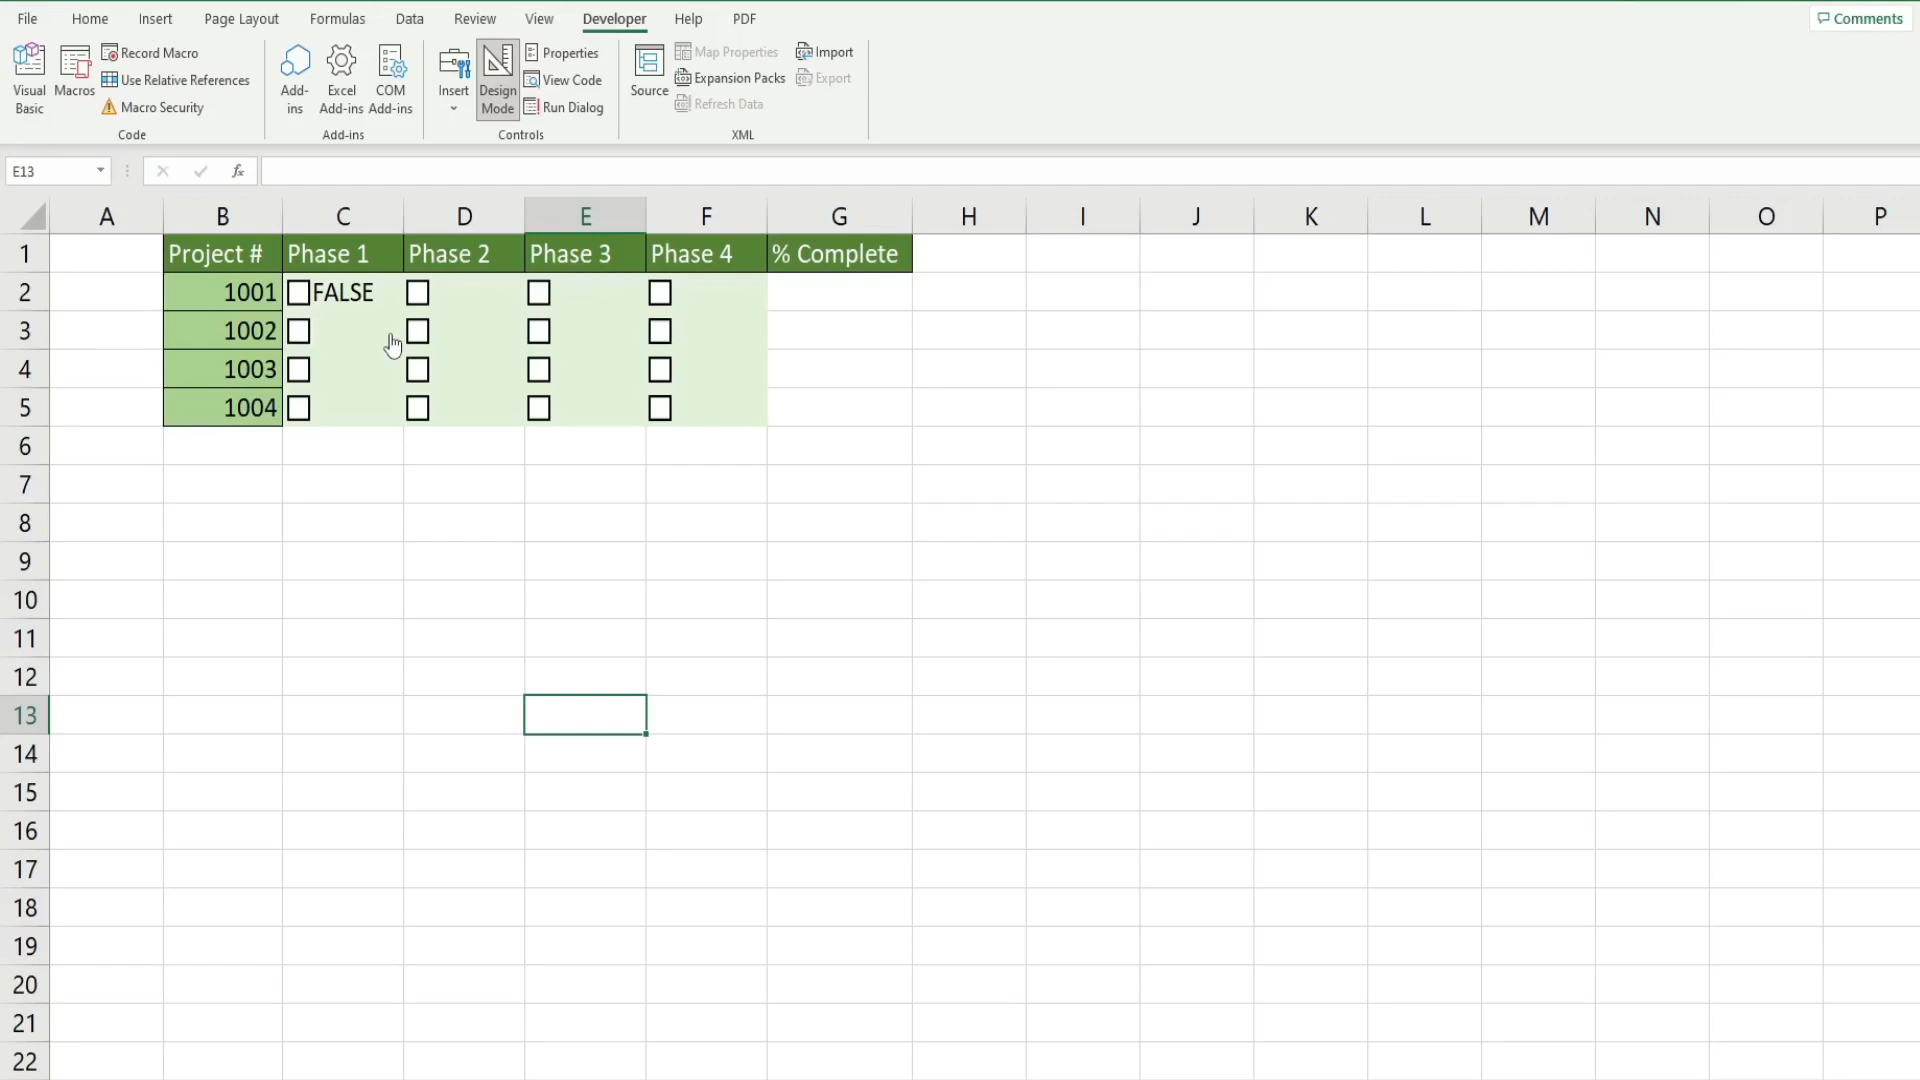 File Home Insert Page Layout Formulas Data Review View Developer Help PDF Comments
Visual Basic
Macros
Record Macro
Use Relative References
Macro Security
Code
Add-ins
Excel Add-ins
COM Add-ins
Add-ins
Insert
Design Mode
Properties
View Code
Run Dialog
Controls
Source
Map Properties
Expansion Packs
Refresh Data
Import
Export
XML
E13 fx
A B C D E F G H I J K L M N O P
1 Project # Phase 1 Phase 2 Phase 3 Phase 4 % Complete
2 1001 FALSE
3 1002
4 1003
5 1004
6
7
8
9
10
11
12
13
14
15
16
17
18
19
20
21
22